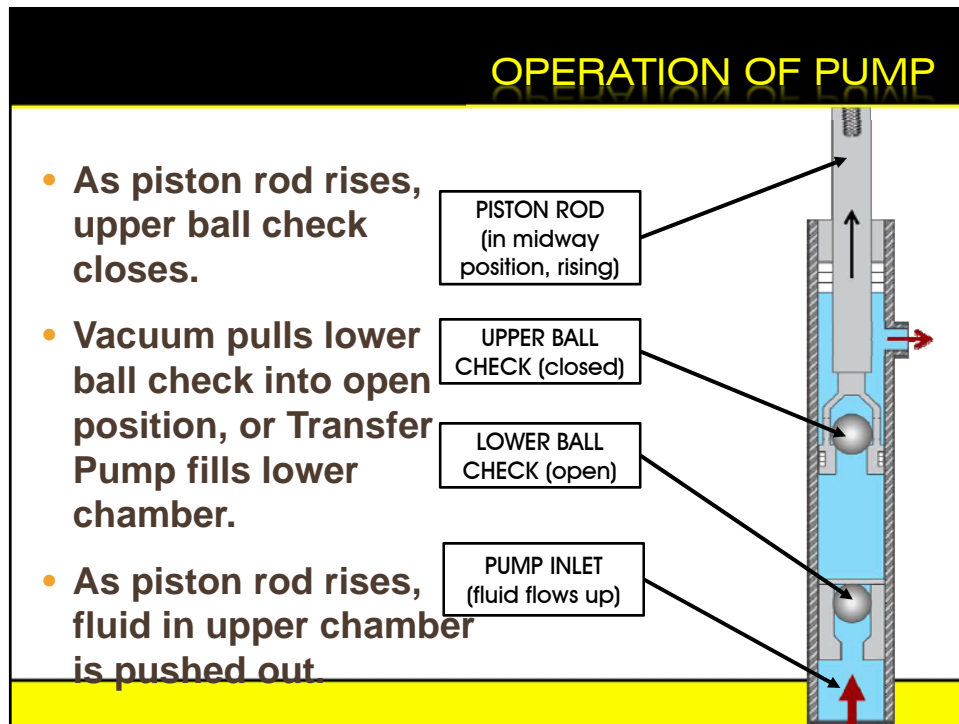 OPERATION OF PUMP
• As piston rod rises,
upper ball check
closes.
• Vacuum pulls lower
ball check into open
position, or Transfer
Pump fills lower
chamber.
• As piston rod rises,
fluid in upper chamber
is pushed out.
PISTON ROD
(in midway
position, rising)
UPPER BALL
CHECK (closed)
LOWER BALL
CHECK (open)
PUMP INLET
(fluid flows up)